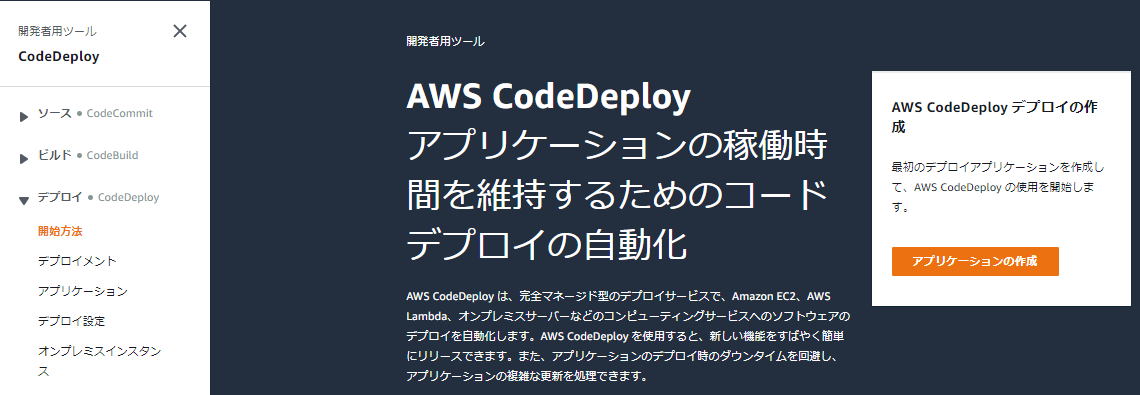 開発者用ツール
CodeDeploy
ソース • CodeCommit
ビルド • CodeBuild
デプロイ • CodeDeploy
開始方法
デプロイメント
アプリケーション
デプロイ設定
オンプレミスインスタン
ス
開発者用ツール
AWS CodeDeploy
アプリケーションの稼働時
間を維持するためのコード
デプロイの自動化
AWS CodeDeploy は、完全マネージド型のデプロイサービスで、Amazon EC2、AWS
Lambda、オンプレミスサーバーなどのコンピューティングサービスへのソフトウェアの
デプロイを自動化します。AWS CodeDeploy を使用すると、新しい機能をすばやく簡単
にリリースできます。また、アプリケーションのデプロイ時のダウンタイムを回避し、
アプリケーションの複雑な更新を処理できます。
AWS CodeDeploy デプロイの作
成
最初のデプロイアプリケーションを作成し
て、AWS CodeDeploy の使用を開始しま
す。
アプリケーションの作成